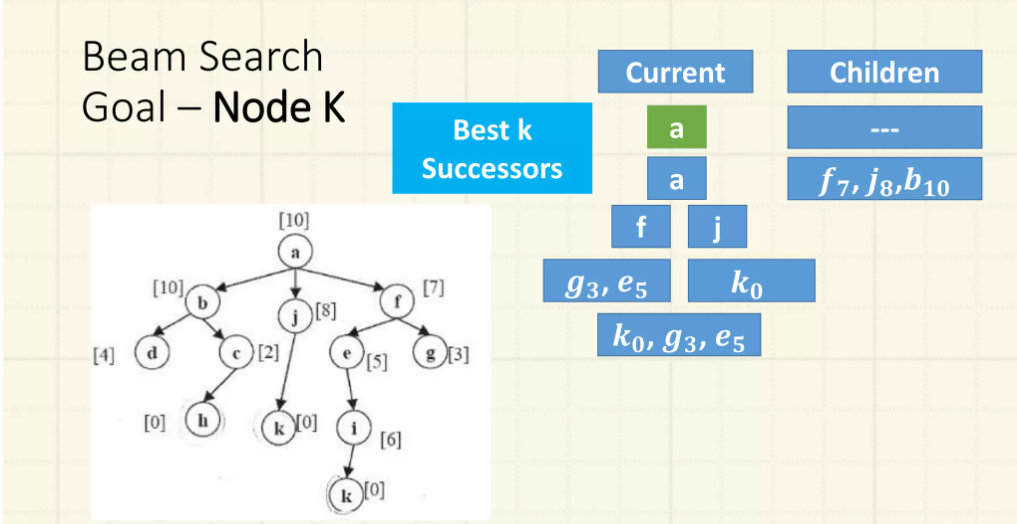 Beam Search
Goal – Node K
Current
Children
Best k
Successors
a
---
a
f₇, j₈,b₁₀
f
j
g₃, e₅
k₀
k₀, g₃, e₅
[10]
a
[10]
b
j
[8]
f
[7]
[4]
d
c
[2]
e
[5]
g
[3]
[0]
h
k
[0]
i
[6]
k
[0]